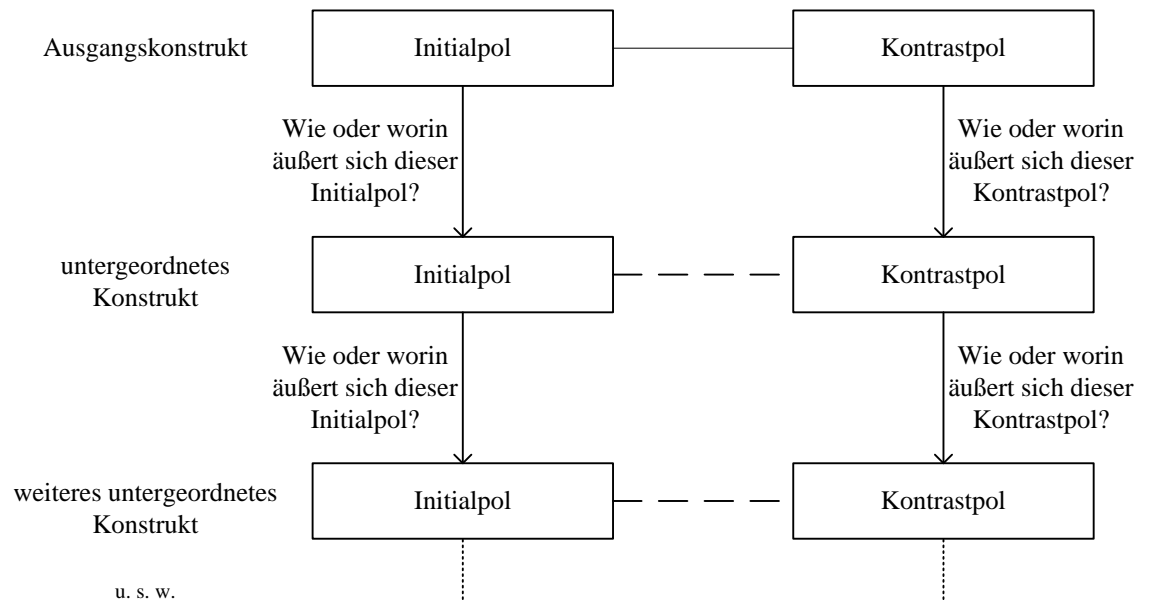 Ausgangskonstrukt
Initialpol
Kontrastpol
Wie oder worin
äußert sich dieser
Initialpol?
Wie oder worin
äußert sich dieser
Kontrastpol?
untergeordnetes
Konstrukt
Initialpol
Kontrastpol
Wie oder worin
äußert sich dieser
Initialpol?
Wie oder worin
äußert sich dieser
Kontrastpol?
weiteres untergeordnetes
Konstrukt
Initialpol
Kontrastpol
u. s. w.